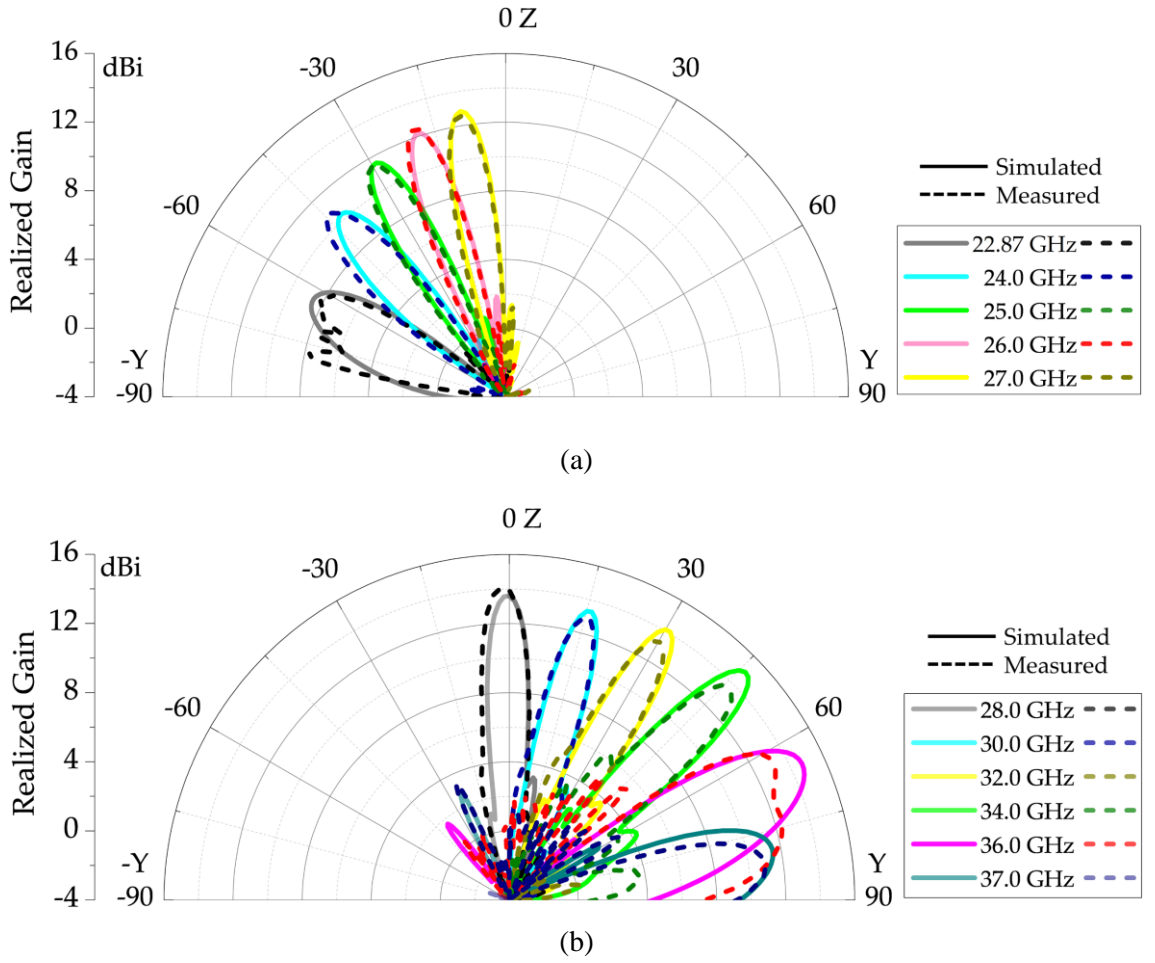 0 Z
16
dBi
-30
30
12
Realized Gain
8
-60
60
4
0
-Y
Y
-4
-90
90
Simulated
Measured
22.87 GHz
24.0 GHz
25.0 GHz
26.0 GHz
27.0 GHz
(a)
0 Z
16
dBi
-30
30
12
Realized Gain
8
-60
60
4
0
-Y
Y
-4
-90
90
Simulated
Measured
28.0 GHz
30.0 GHz
32.0 GHz
34.0 GHz
36.0 GHz
37.0 GHz
(b)